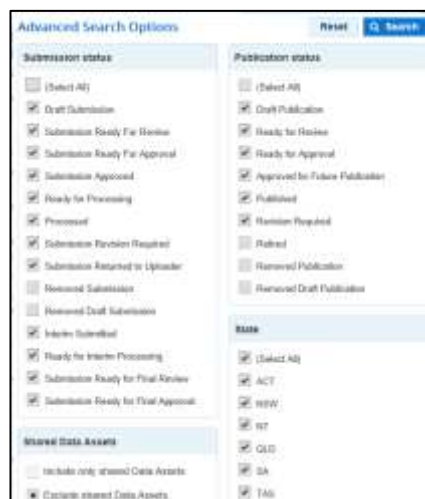 Advanced Search Options
Reset
Search
Submission status
(Select All)
Draft Submission
Submission Ready For Review
Submission Ready For Approval
Submission Approved
Ready for Processing
Processed
Submission Revision Required
Submission Returned to Uploader
Removed Submission
Removed Draft Submission
Interim Submitted
Ready for Interim Processing
Submission Ready for Final Review
Submission Ready for Final Approval
Shared Data Assets
Include only shared Data Assets
Exclude shared Data Assets
Publication status
(Select All)
Draft Publication
Ready for Review
Ready for Approval
Approved for Future Publication
Published
Revision Required
Retired
Removed Publication
Removed Draft Publication
State
(Select All)
ACT
NSW
NT
QLD
SA
TAS